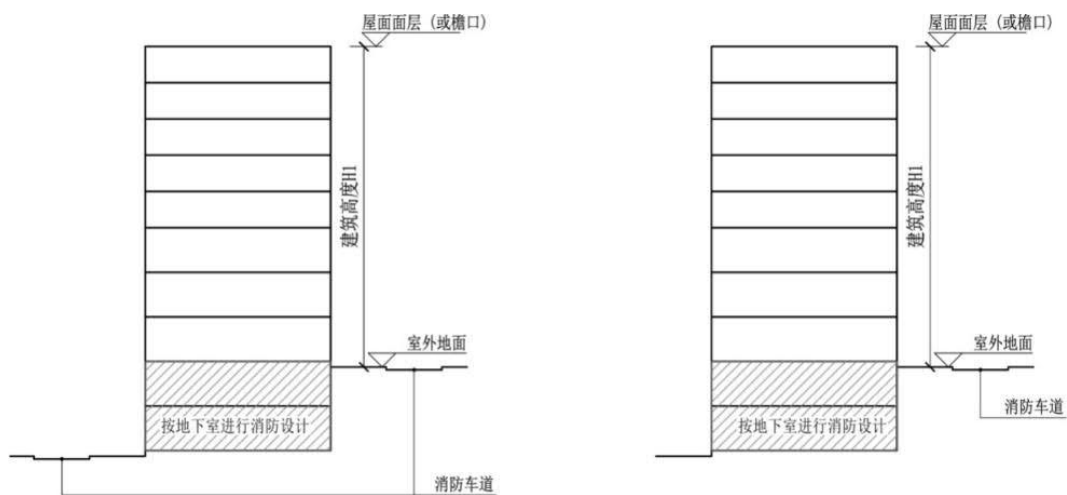 屋面面层（或檐口）
建筑高度H1
室外地面
按地下室进行消防设计
消防车道
屋面面层（或檐口）
建筑高度H1
室外地面
消防车道
按地下室进行消防设计